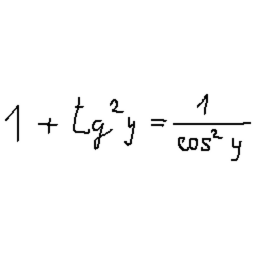 1 + tg²y = 1/cos²y